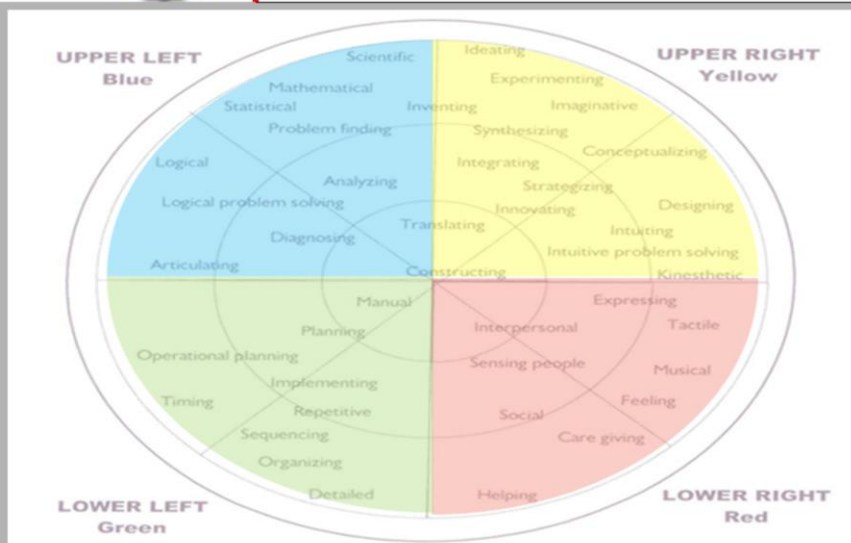 UPPER LEFT
Blue
UPPER RIGHT
Yellow
Scientific
Mathematical
Statistical
Inventing
Problem finding
Logical
Analyzing
Logical problem solving
Diagnosing
Articulating
Ideating
Experimenting
Imaginative
Synthesizing
Conceptualizing
Integrating
Strategizing
Innovating
Designing
Translating
Intuiting
Intuitive problem solving
Constructing
Kinesthetic
Manual
Planning
Operational planning
Implementing
Timing
Repetitive
Sequencing
Organizing
Detailed
Expressing
Interpersonal
Tactile
Sensing people
Musical
Feeling
Social
Care giving
Helping
LOWER LEFT
Green
LOWER RIGHT
Red